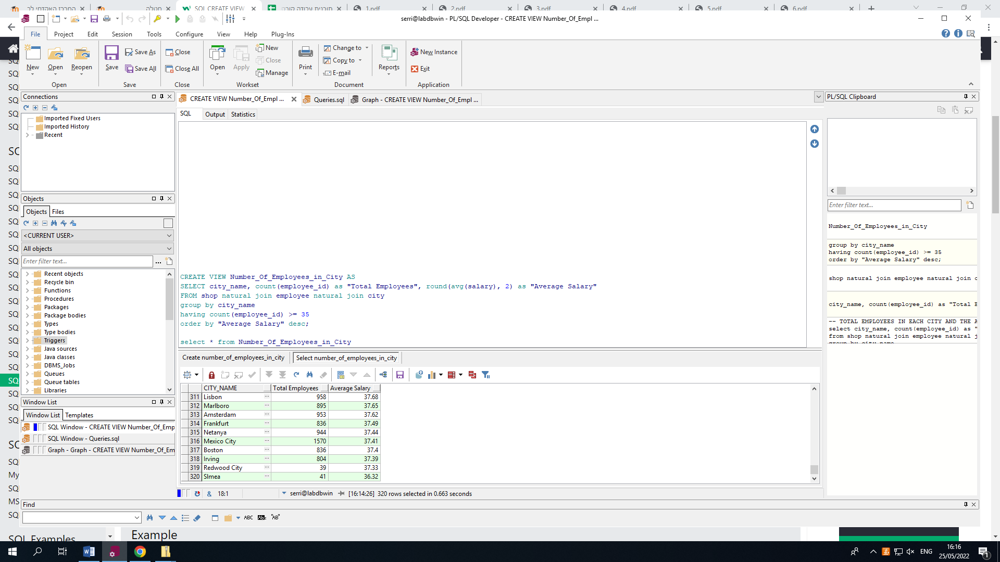 המרכז האקדמי לב
מטלה
SQL CREATE VIEW
תוכנית עבודה קורס
1.pdf
2.pdf
3.pdf
4.pdf
5.pdf
6.pdf
serri@labdbwin - PL/SQL Developer - CREATE VIEW Number_Of_Empl ...
File Project Edit Session Tools Configure View Help Plug-Ins
New Open Reopen
Open
Save Save As Save All
Save
Close Close All
Close
Open Apply New Close Manage
Workset
Print Change to Copy to E-mail
Document
Reports
New Instance Exit
Application
Connections
Imported Fixed Users
Imported History
Recent
Objects
Objects Files
<CURRENT USER>
All objects
Enter filter text...
Recent objects
Recycle bin
Functions
Procedures
Packages
Package bodies
Types
Type bodies
Triggers
Java sources
Java classes
DBMS_Jobs
Queues
Queue tables
Libraries
Window List
Window List Templates
SQL Window - CREATE VIEW Number_Of_Emp
SQL Window - Queries.sql
Graph - Graph - CREATE VIEW Number_Of_Em
CREATE VIEW Number_Of_Empl ...
Queries.sql
Graph - CREATE VIEW Number_Of_Empl ...
SQL Output Statistics
CREATE VIEW Number_Of_Employees_in_City AS
SELECT city_name, count(employee_id) as "Total Employees", round(avg(salary), 2) as "Average Salary"
FROM shop natural join employee natural join city
group by city_name
having count(employee_id) >= 35
order by "Average Salary" desc;
select * from Number_Of_Employees_in_City
Create number_of_employees_in_city Select number_of_employees_in_city
CITY_NAME Total Employees Average Salary
311 Lisbon ... 958 37.68
312 Marlboro ... 895 37.65
313 Amsterdam ... 953 37.62
314 Frankfurt ... 836 37.49
315 Netanya ... 944 37.44
316 Mexico City ... 1570 37.41
317 Boston ... 836 37.4
318 Irving ... 804 37.39
319 Redwood City ... 39 37.33
320 Slmea ... 41 36.32
& 18:1 serri@labdbwin [16:14:26] 320 rows selected in 0.663 seconds
PL/SQL Clipboard
Enter filter text...
Number_Of_Employees_in_City
group by city_name
having count(employee_id) >= 35
order by "Average Salary" desc;
shop natural join employee natural join c
city_name, count(employee_id) as "Total E
-- TOTAL EMPLOYEES IN EACH CITY AND THE A
select city_name, count(employee_id) as "
from shop natural join employee natural j
group by city_name
Find
ABC AB "AB"
SQL Examples
Example
ENG
16:16
25/05/2022
1